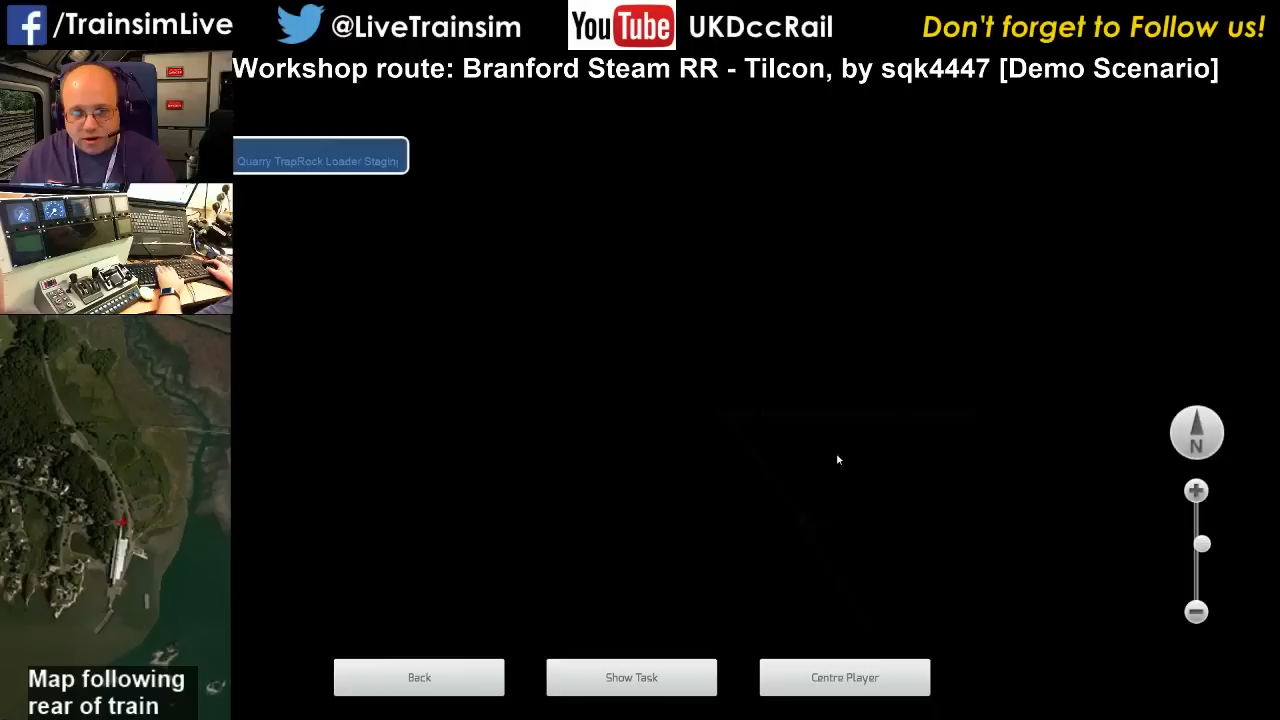 /TrainsimLive @LiveTrainsim YouTube UKDccRail Don't forget to Follow us!
Workshop route: Branford Steam RR - Tilcon, by sqk4447 [Demo Scenario]
Quarry TrapRock Loader Staging
N
Back Show Task Centre Player
Map following
rear of train